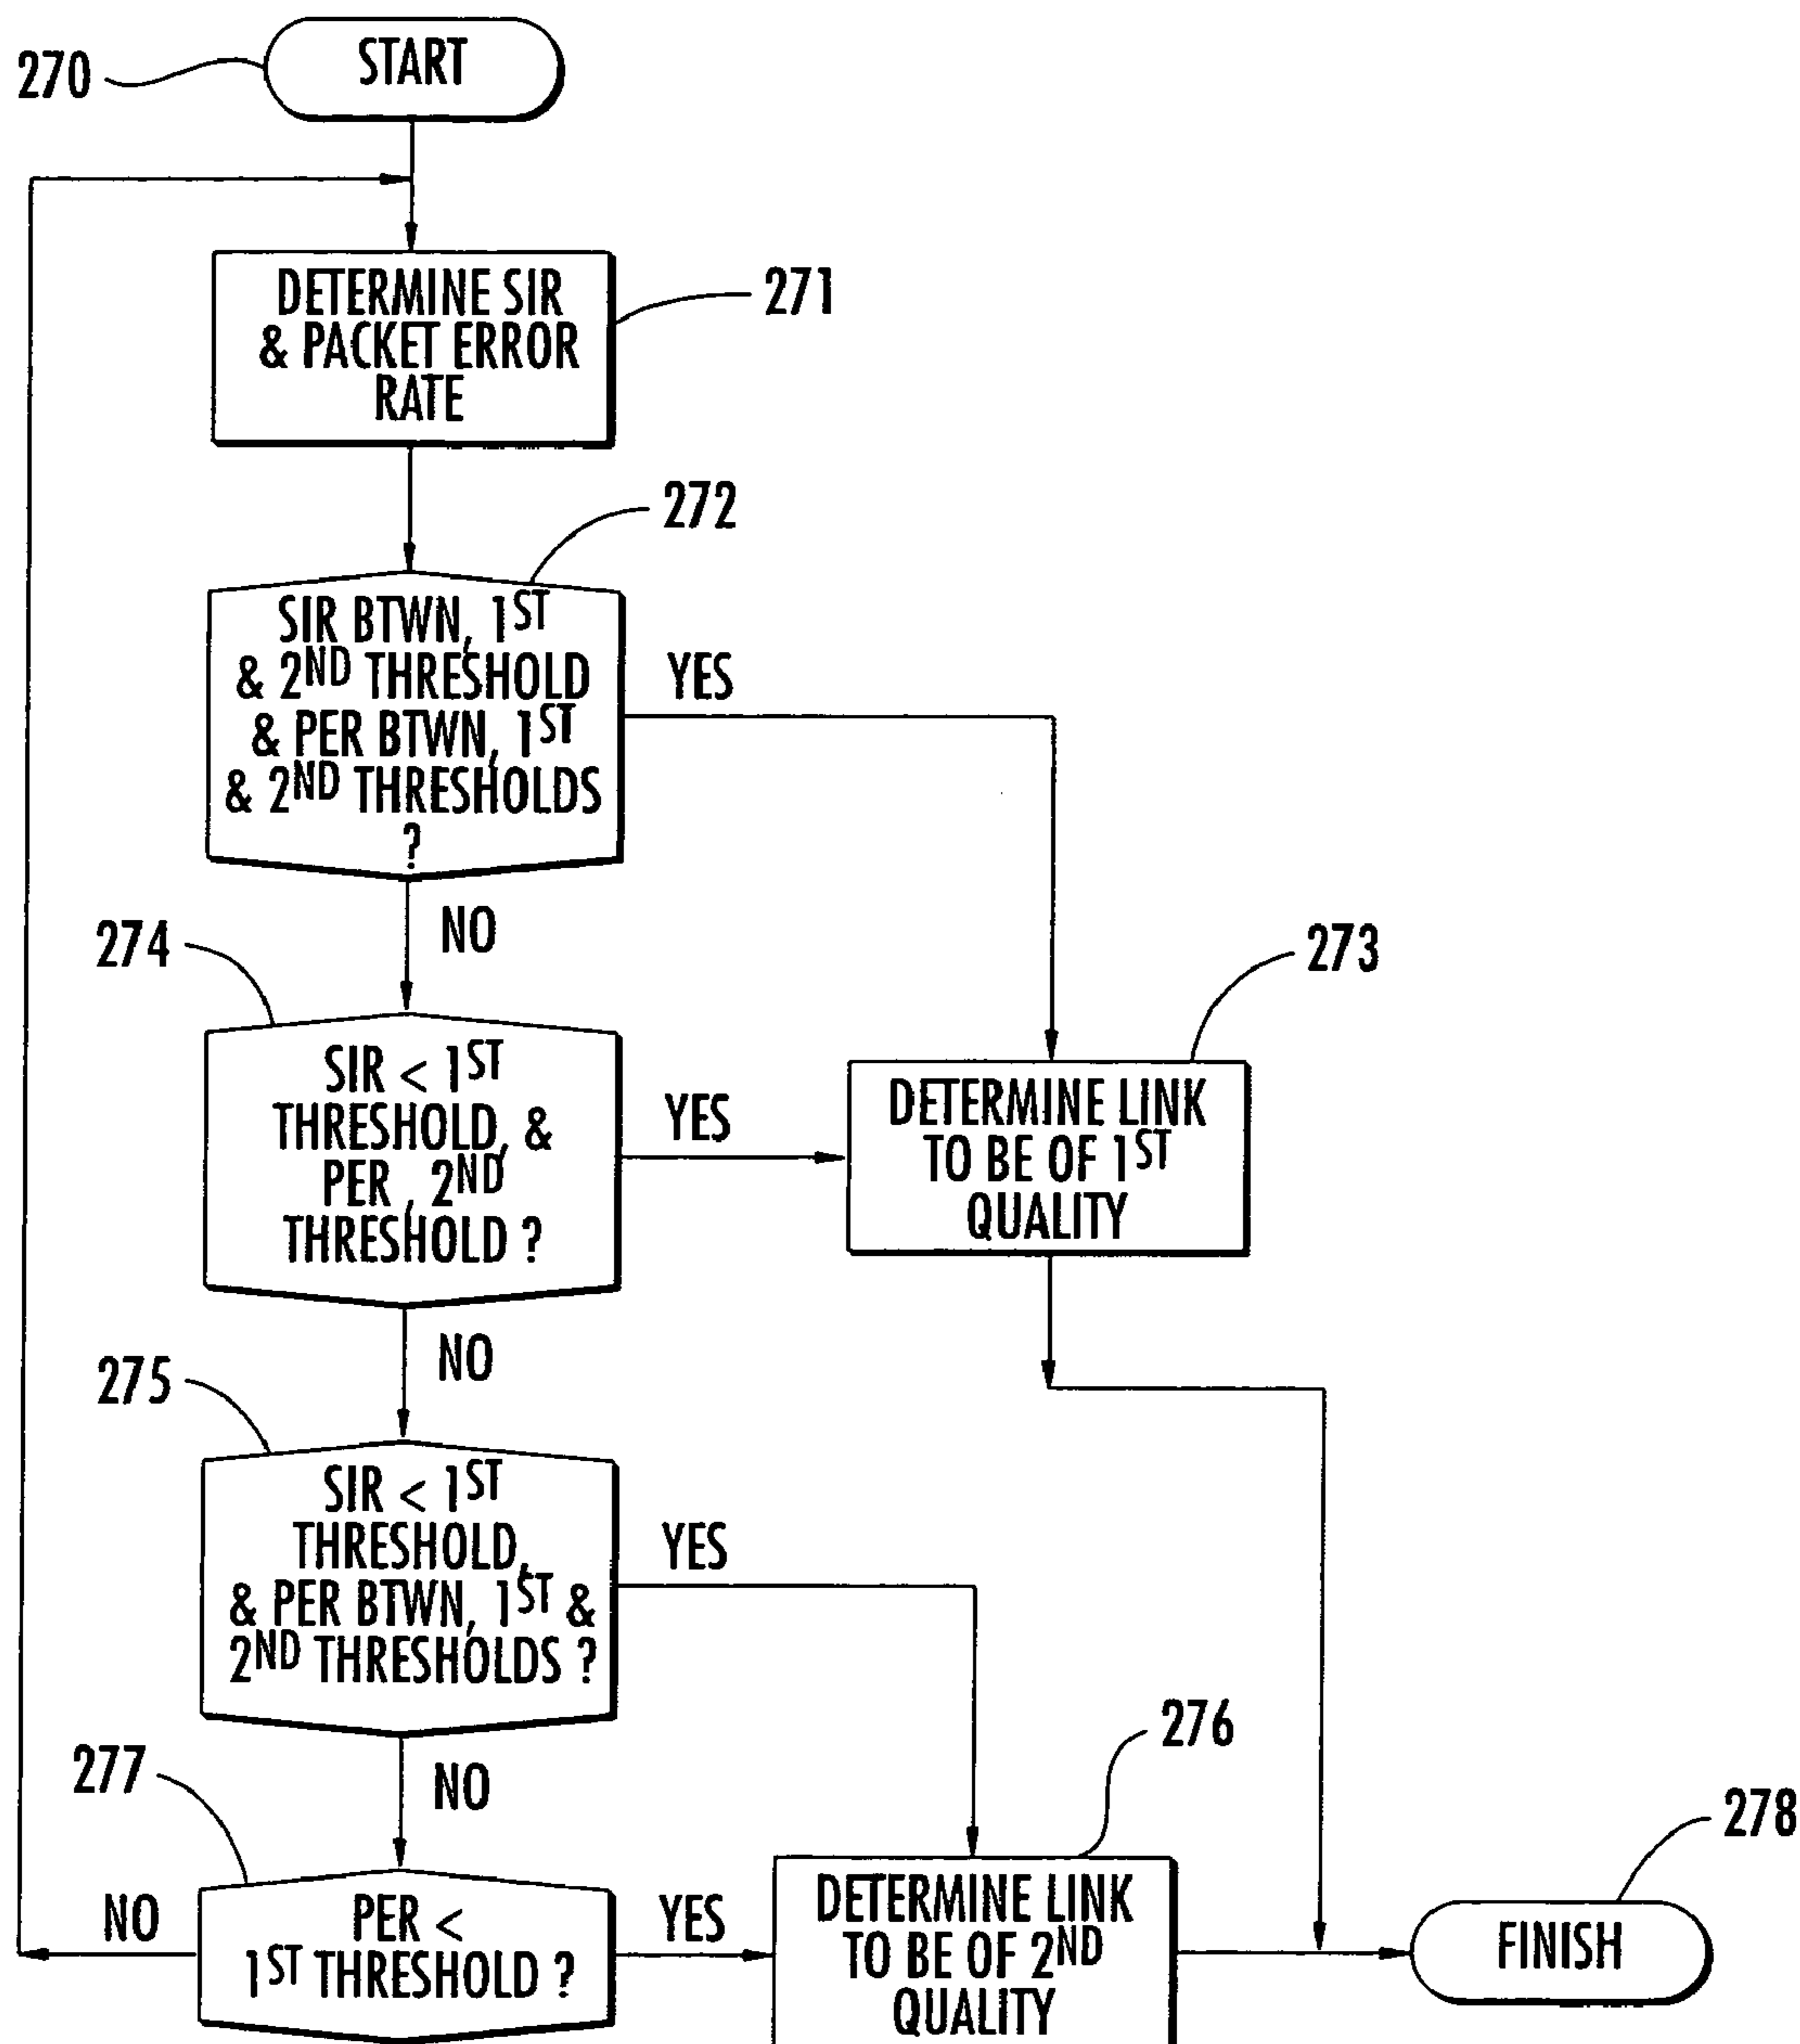 270
START
DETERMINE SIR
& PACKET ERROR
RATE
271
272
SIR BTWN, 1ST
& 2ND THRESHOLD
& PER BTWN, 1ST
& 2ND THRESHOLDS
?
YES
NO
274
SIR < 1ST
THRESHOLD, &
PER , 2ND
THRESHOLD ?
YES
273
DETERMINE LINK
TO BE OF 1ST
QUALITY
NO
275
SIR < 1ST
THRESHOLD,
& PER BTWN, 1ST &
2ND THRESHOLDS ?
YES
NO
277
PER <
1ST THRESHOLD ?
NO
YES
276
DETERMINE LINK
TO BE OF 2ND
QUALITY
278
FINISH